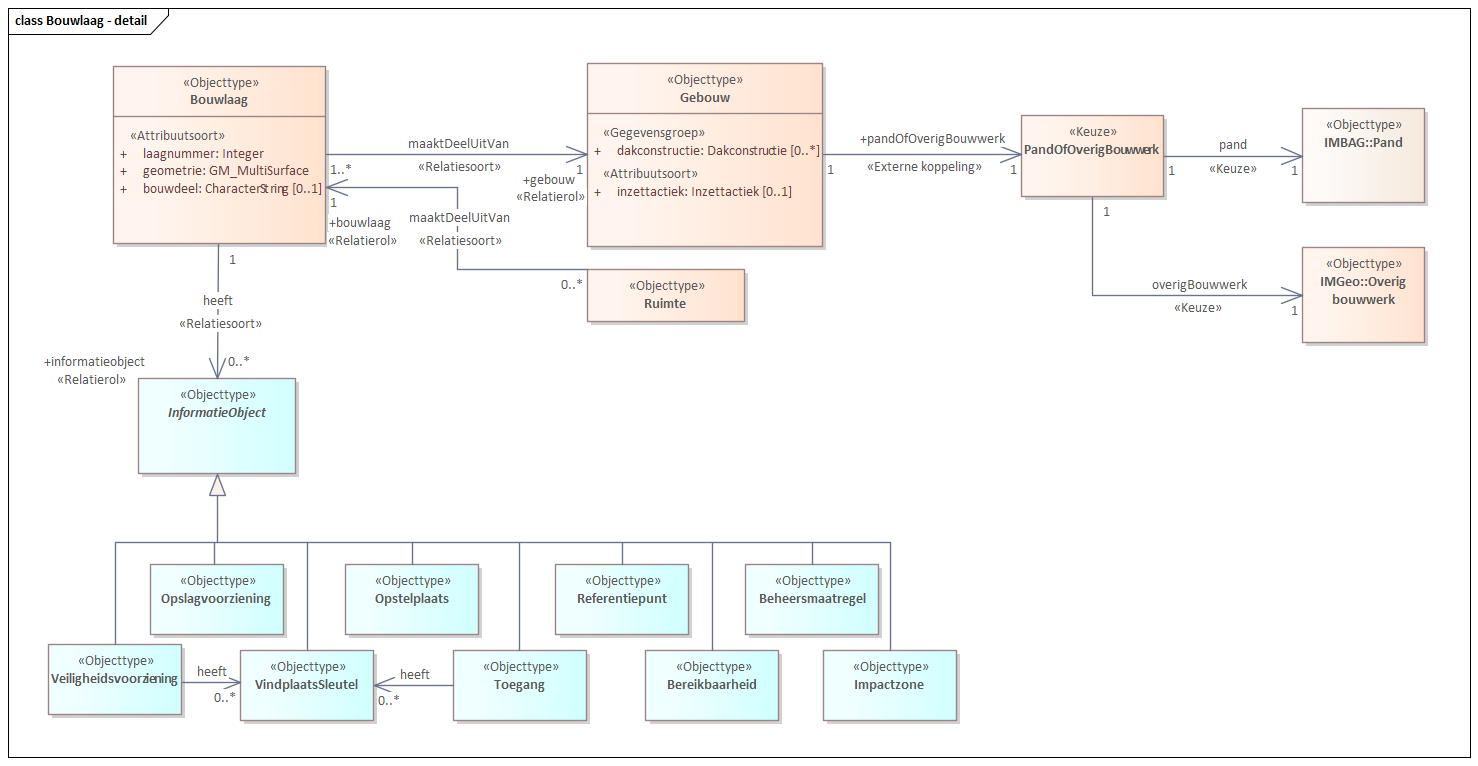 class Bouwlaag - detail
«Objecttype»
Bouwlaag
«Attribuutsoort»
+ laagnummer: Integer
+ geometrie: GM_MultiSurface
+ bouwdeel: CharacterString [0..1]
maaktDeelUitVan
«Relatiesoort»
1..*
1
+gebouw
«Relatierol»
«Objecttype»
Gebouw
«Gegevensgroep»
+ dakconstructie: Dakconstructie [0..*]
«Attribuutsoort»
+ inzettactiek: Inzettactiek [0..1]
+pandOfOverigBouwwerk
«Externe koppeling»
1
1
«Keuze»
PandOfOverigBouwwerk
pand
«Keuze»
1
1
«Objecttype»
IMBAG::Pand
1
overigBouwwerk
«Keuze»
1
«Objecttype»
IMGeo::Overig
bouwwerk
1
+bouwlaag
«Relatierol»
maaktDeelUitVan
«Relatiesoort»
0..*
«Objecttype»
Ruimte
1
heeft
«Relatiesoort»
+informatieobject
«Relatierol»
0..*
«Objecttype»
InformatieObject
«Objecttype»
Opslagvoorziening
«Objecttype»
Opstelplaats
«Objecttype»
Referentiepunt
«Objecttype»
Beheersmaatregel
«Objecttype»
Veiligheidsvoorziening
heeft
0..*
«Objecttype»
VindplaatsSleutel
heeft
0..*
«Objecttype»
Toegang
«Objecttype»
Bereikbaarheid
«Objecttype»
Impactzone